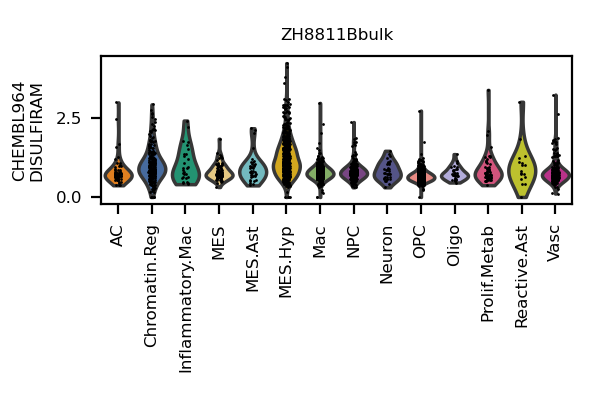 ZH8811Bbulk
CHEMBL964
DISULFIRAM
2.5
0.0
AC
Chromatin.Reg
Inflammatory.Mac
MES
MES.Ast
MES.Hyp
Mac
NPC
Neuron
OPC
Oligo
Prolif.Metab
Reactive.Ast
Vasc